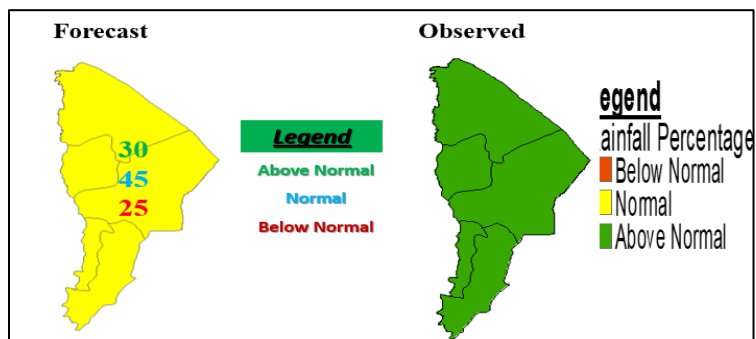 Forecast
30
45
25
Legend
Above Normal
Normal
Below Normal
Observed
egend
ainfall Percentage
Below Normal
Normal
Above Normal